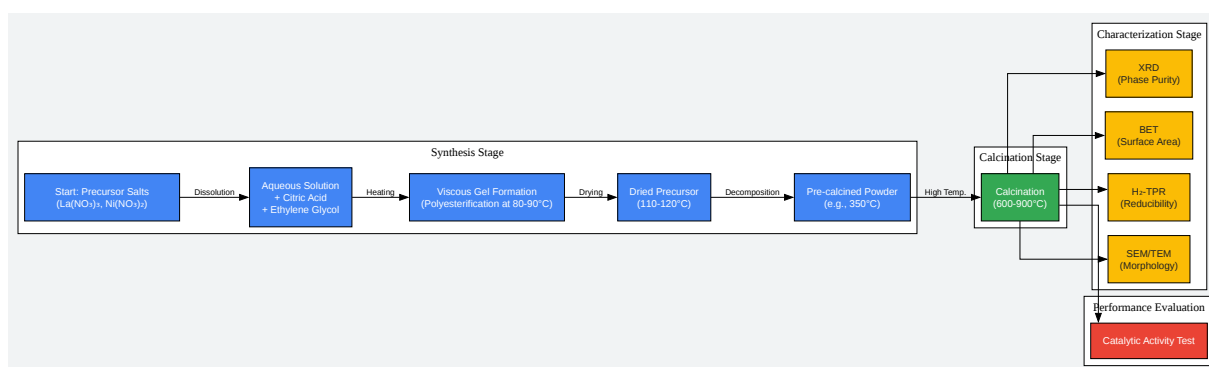 Synthesis Stage
Start: Precursor Salts
(La(NO₃)₃, Ni(NO₃)₂)
Dissolution
Aqueous Solution
+ Citric Acid
+ Ethylene Glycol
Heating
Viscous Gel Formation
(Polyesterification at 80-90°C)
Drying
Dried Precursor
(110-120°C)
Decomposition
Pre-calcined Powder
(e.g., 350°C)
High Temp.
Calcination Stage
Calcination
(600-900°C)
Characterization Stage
XRD
(Phase Purity)
BET
(Surface Area)
H₂-TPR
(Reducibility)
SEM/TEM
(Morphology)
Performance Evaluation
Catalytic Activity Test